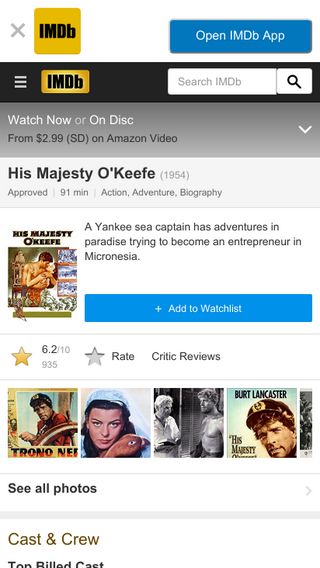 IMDb
Open IMDb App
IMDb
Search IMDb
Watch Now or On Disc
From $2.99 (SD) on Amazon Video
His Majesty O'Keefe (1954)
Approved | 91 min | Action, Adventure, Biography
HIS MAJESTY
O'KEEFE
A Yankee sea captain has adventures in
paradise trying to become an entrepreneur in
Micronesia.
+ Add to Watchlist
6.2/10
935
Rate
Critic Reviews
TRONO NE
BURT LANCASTER
"HIS
MAJESTY
O'KEEFE
See all photos
Cast & Crew
Top Billed Cast